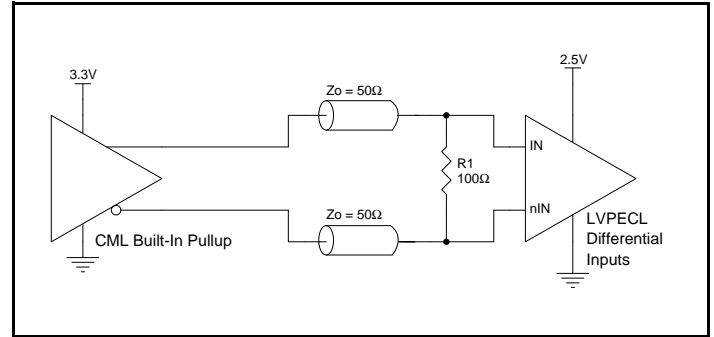 3.3V
2.5V
Zo = 50Ω
IN
R1
100Ω
nIN
Zo = 50Ω
LVPECL
Differential
Inputs
CML Built-In Pullup